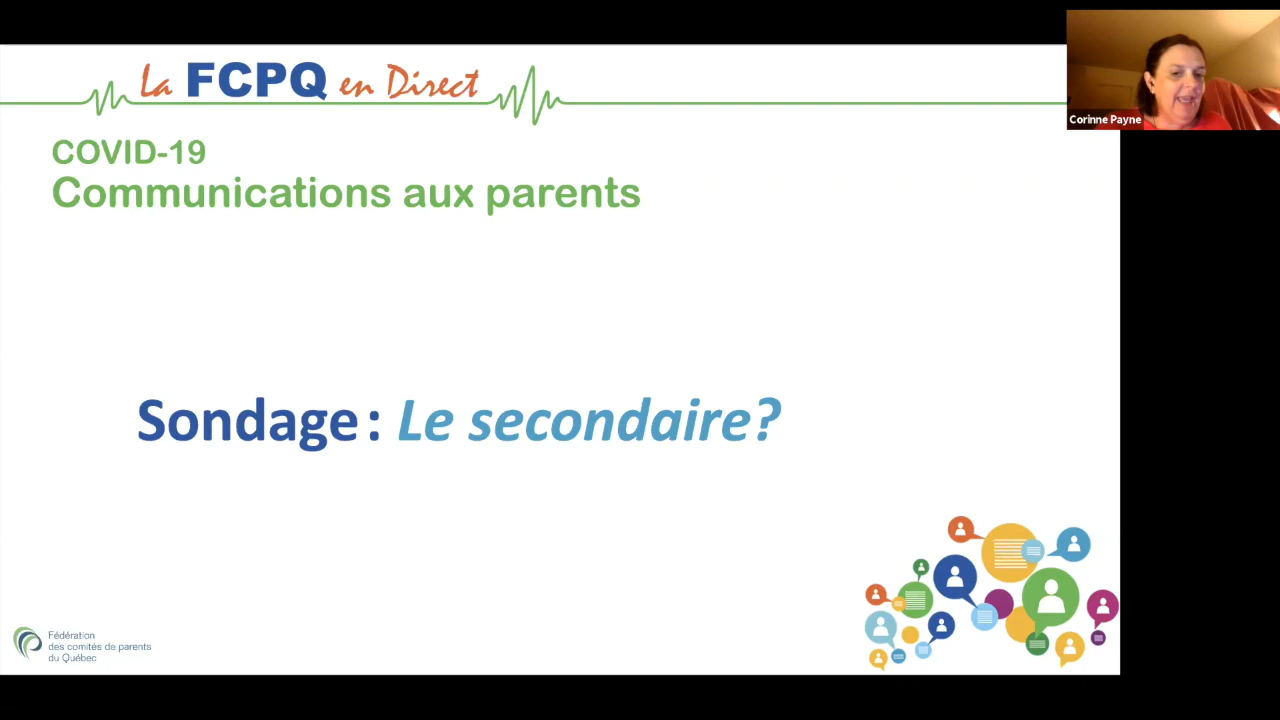 La FCPQ en Direct
Corinne Payne
COVID-19
Communications aux parents
Sondage : Le secondaire?
Fédération
des comités de parents
du Québec